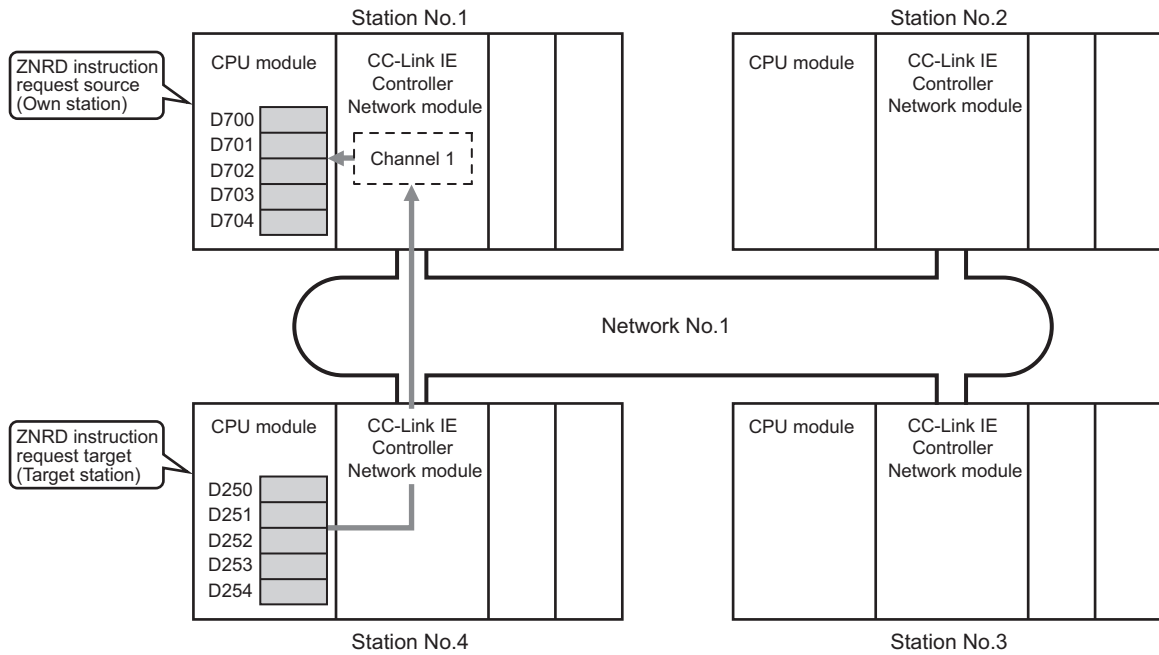 Station No.1
ZNRD instruction
request source
(Own station)
CPU module
D700
D701
D702
D703
D704
CC-Link IE
Controller
Network module
Channel 1
Station No.2
CPU module
CC-Link IE
Controller
Network module
Network No.1
ZNRD instruction
request target
(Target station)
CPU module
D250
D251
D252
D253
D254
CC-Link IE
Controller
Network module
Station No.4
CPU module
CC-Link IE
Controller
Network module
Station No.3